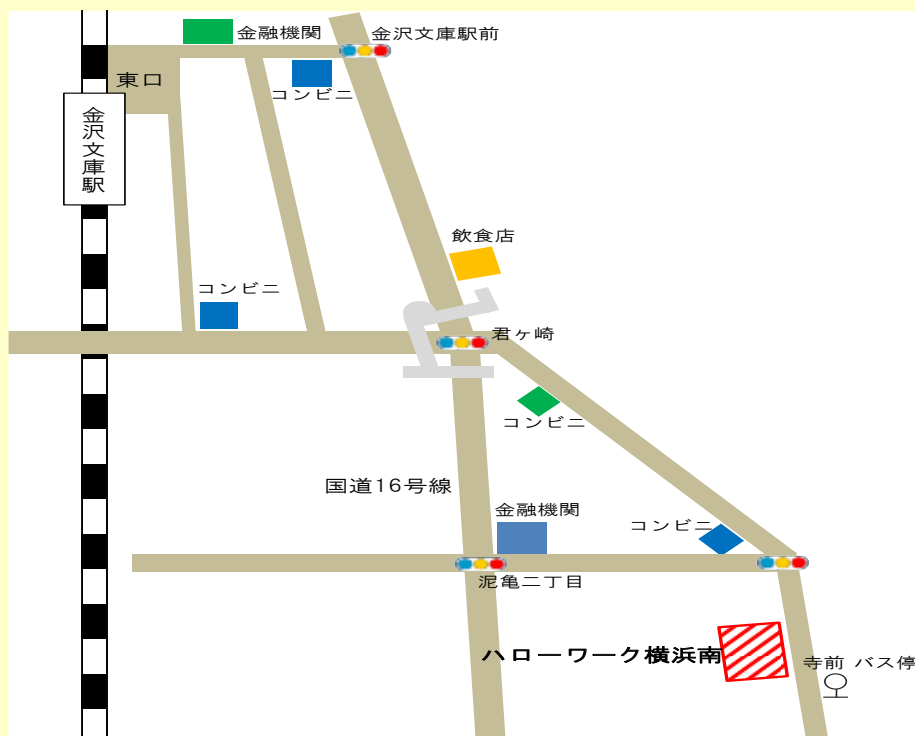 金融機関
金沢文庫駅前
東口
コンビニ
金沢文庫駅
飲食店
コンビニ
君ヶ崎
コンビニ
国道16号線
金融機関
コンビニ
泥亀二丁目
ハローワーク横浜南
寺前 バス停